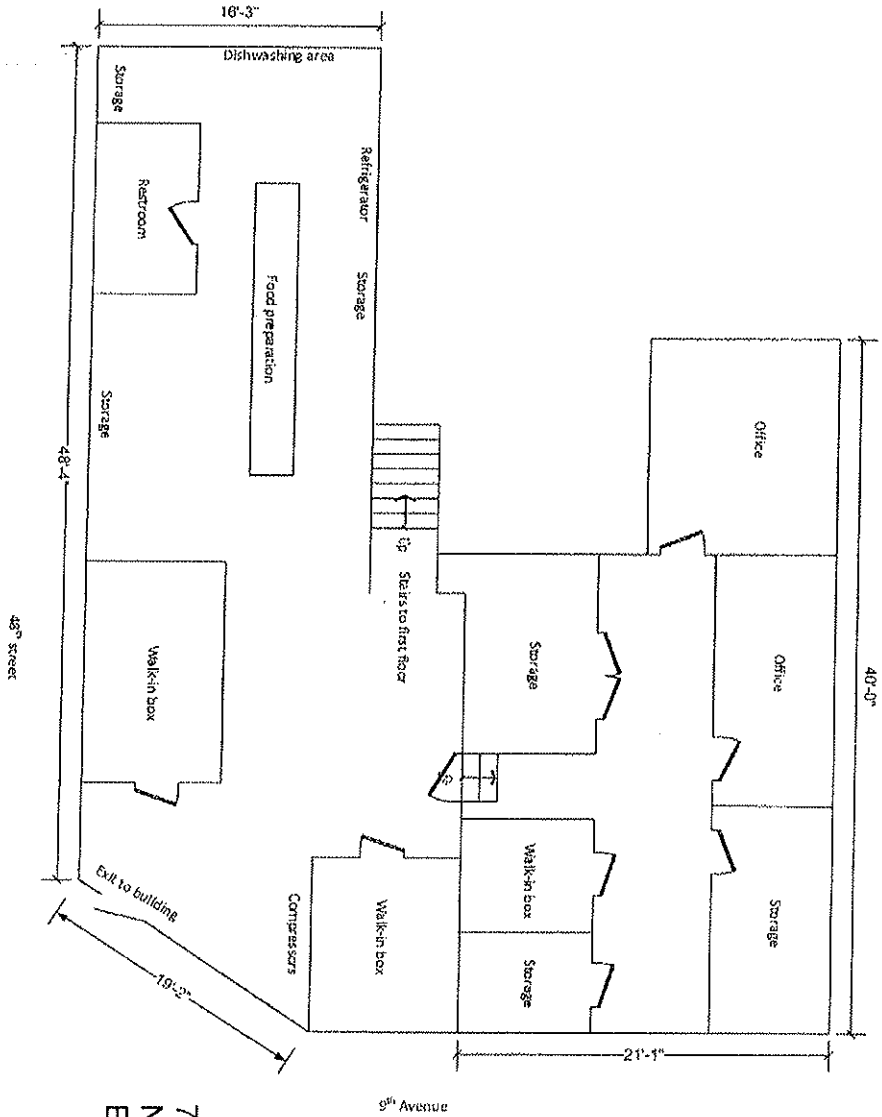 16'-3"
Dishwashing area
Storage
Refrigerator
Restroom
Storage
Food preparation
Storage
48'-4"
Office
Up
Stairs to first floor
Storage
Office
40'-0"
48th street
Walk-in box
Up
Exit to building
Compressors
Walk-in box
Walk-in box
Storage
Storage
19'-2"
21'-1"
9th Avenue
7
N
E